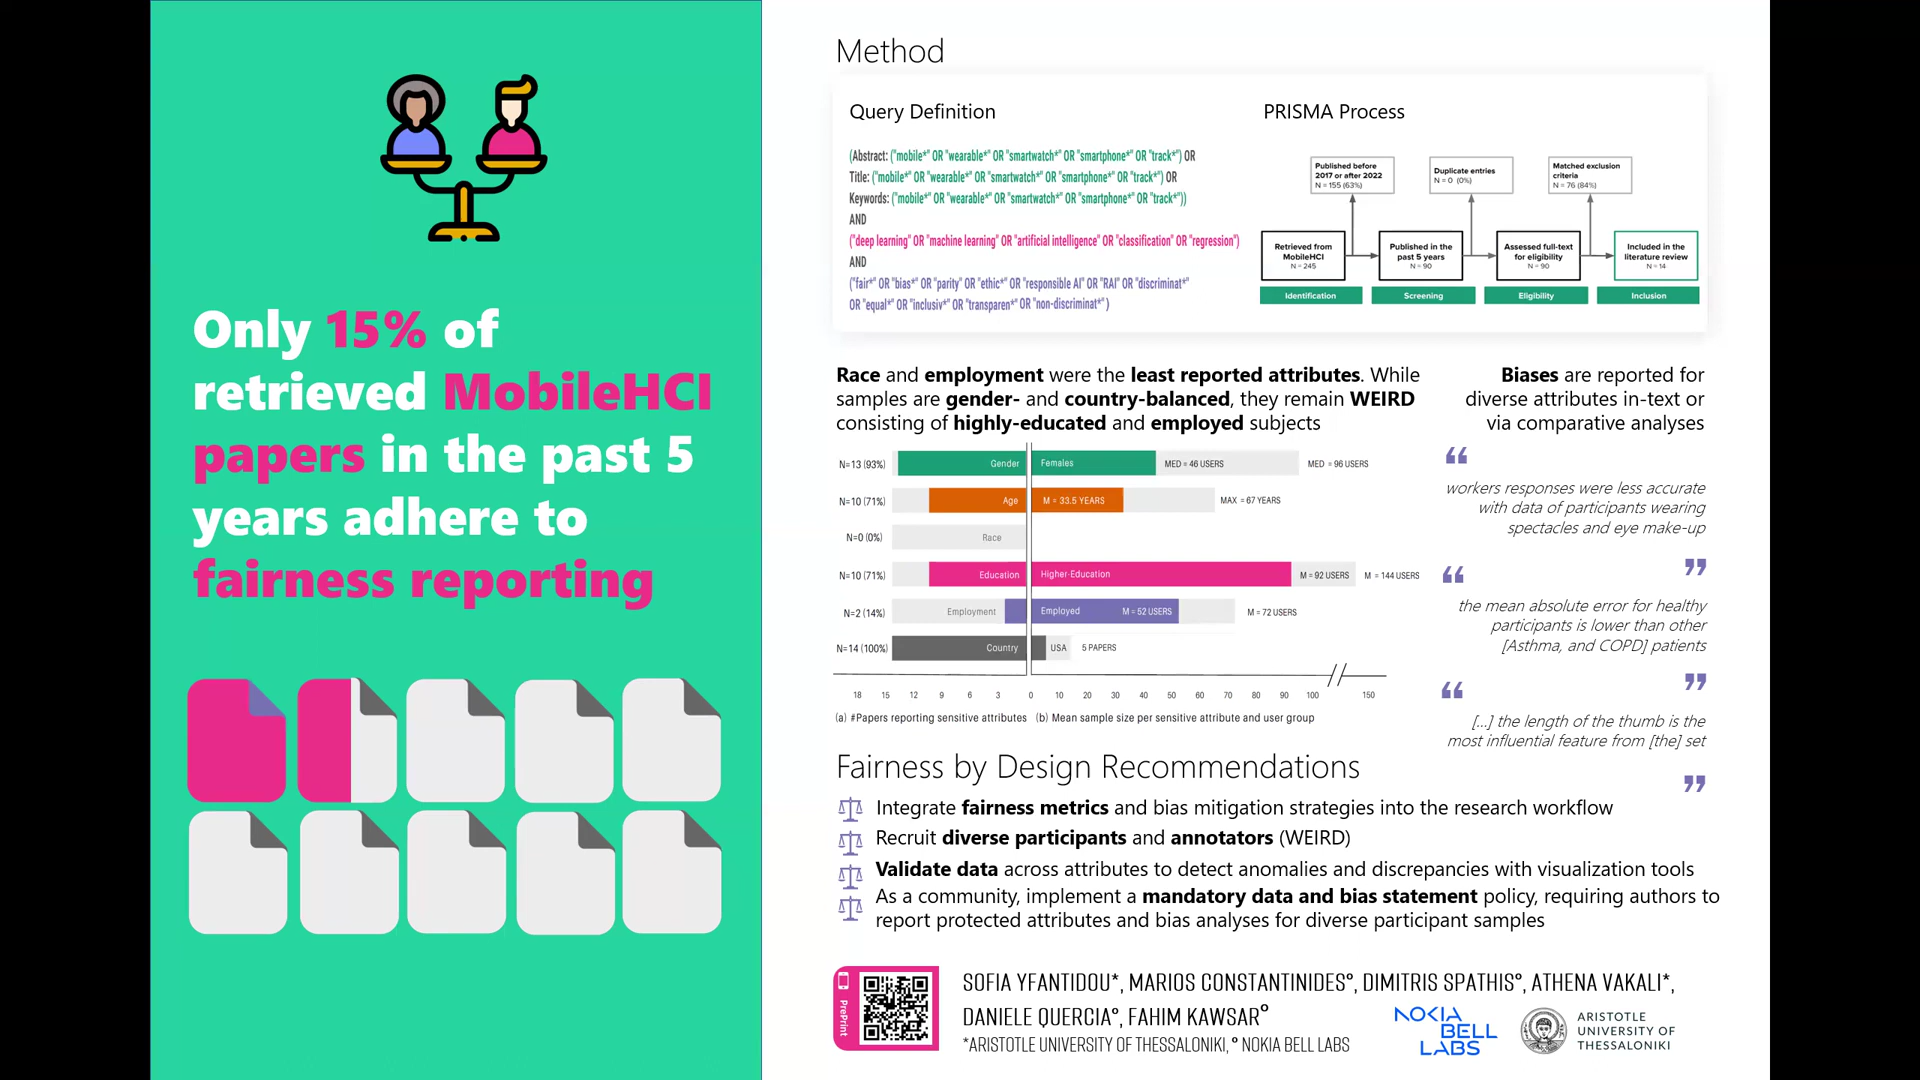 Only 15% of
retrieved MobileHCI
papers in the past 5
years adhere to
fairness reporting
Method
Query Definition
(Abstract: ("mobile*" OR "wearable*" OR "smartwatch*" OR "smartphone*" OR "track*") OR
Title: ("mobile*" OR "wearable*" OR "smartwatch*" OR "smartphone*" OR "track*") OR
Keywords: ("mobile*" OR "wearable*" OR "smartwatch*" OR "smartphone*" OR "track*"))
AND
("deep learning" OR "machine learning" OR "artificial intelligence" OR "classification" OR "regression")
AND
("fair*" OR "bias*" OR "parity" OR "ethic*" OR "responsible AI" OR "RAI" OR "discriminat*"
OR "equal*" OR "inclusiv*" OR "transparen*" OR "non-discriminat*" )
PRISMA Process
Published before
2017 or after 2022
N = 155 (63%)
Duplicate entries
N = 0 (0%)
Matched exclusion
criteria
N = 76 (84%)
Retrieved from
MobileHCI
N = 245
Published in the
past 5 years
N = 90
Assessed full-text
for eligibility
N = 90
Included in the
literature review
N = 14
Identification
Screening
Eligibility
Inclusion
Race and employment were the least reported attributes. While
samples are gender- and country-balanced, they remain WEIRD
consisting of highly-educated and employed subjects
N=13 (93%) Gender Females MED = 46 USERS MED = 96 USERS
N=10 (71%) Age M = 33.5 YEARS MAX = 67 YEARS
N=0 (0%) Race
N=10 (71%) Education Higher-Education M = 92 USERS M = 144 USERS
N=2 (14%) Employment Employed M = 52 USERS M = 72 USERS
N=14 (100%) Country USA 5 PAPERS
18 15 12 9 6 3 0 10 20 30 40 50 60 70 80 90 100 150
(a) #Papers reporting sensitive attributes (b) Mean sample size per sensitive attribute and user group
Biases are reported for
diverse attributes in-text or
via comparative analyses
“
workers responses were less accurate
with data of participants wearing
spectacles and eye make-up
”
“
the mean absolute error for healthy
participants is lower than other
[Asthma, and COPD] patients
”
“
[...] the length of the thumb is the
most influential feature from [the] set
”
Fairness by Design Recommendations
Integrate fairness metrics and bias mitigation strategies into the research workflow
Recruit diverse participants and annotators (WEIRD)
Validate data across attributes to detect anomalies and discrepancies with visualization tools
As a community, implement a mandatory data and bias statement policy, requiring authors to
report protected attributes and bias analyses for diverse participant samples
PrePrint
SOFIA YFANTIDOU*, MARIOS CONSTANTINIDES°, DIMITRIS SPATHIS°, ATHENA VAKALI*,
DANIELE QUERCIA°, FAHIM KAWSAR°
*ARISTOTLE UNIVERSITY OF THESSALONIKI, ° NOKIA BELL LABS
NOKIA
BELL
LABS
ARISTOTLE
UNIVERSITY OF
THESSALONIKI